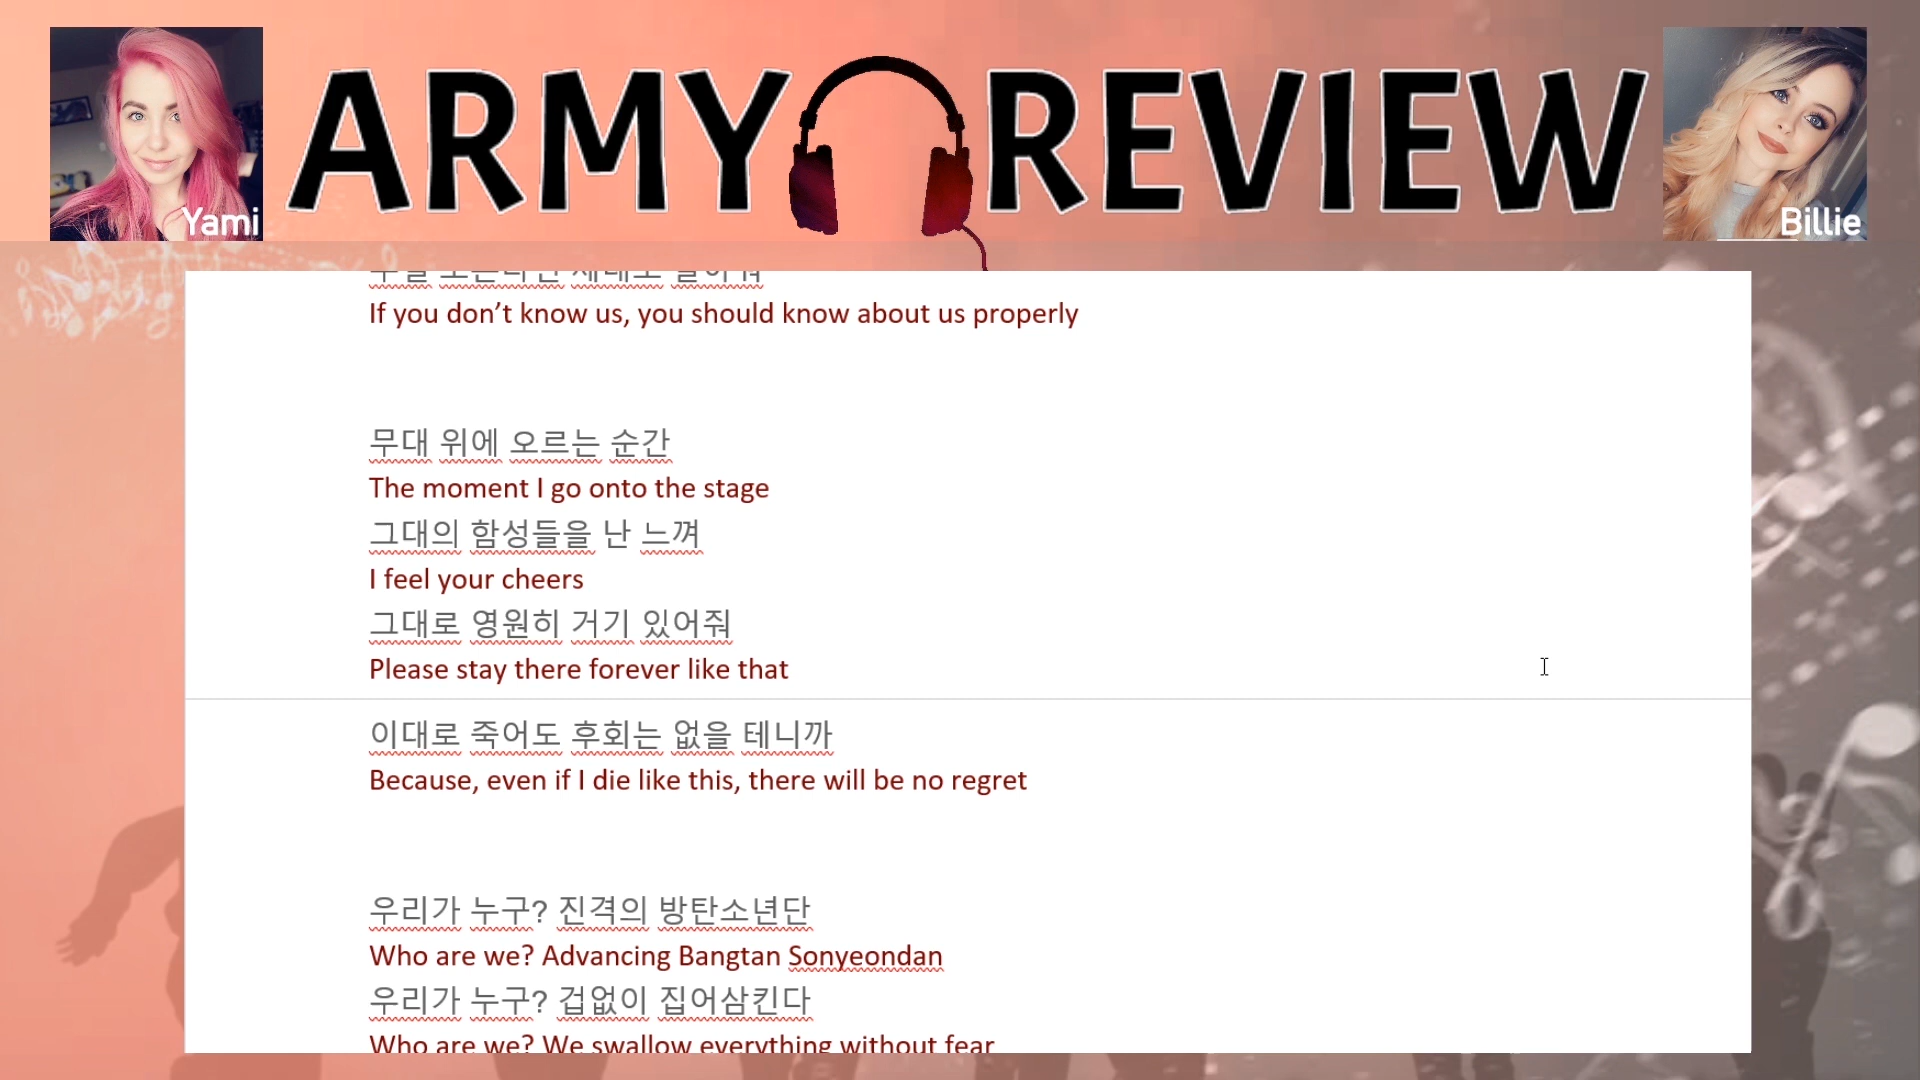 ARMY REVIEW
Yami
Billie
If you don’t know us, you should know about us properly
무대 위에 오르는 순간
The moment I go onto the stage
그대의 함성들을 난 느껴
I feel your cheers
그대로 영원히 거기 있어줘
Please stay there forever like that
이대로 죽어도 후회는 없을 테니까
Because, even if I die like this, there will be no regret
우리가 누구? 진격의 방탄소년단
Who are we? Advancing Bangtan Sonyeondan
우리가 누구? 겁없이 집어삼킨다
Who are we? We swallow everything without fear